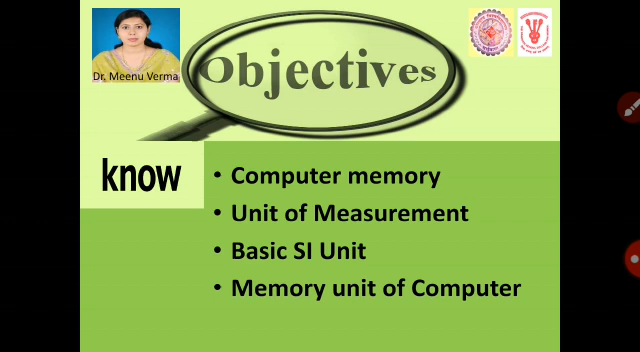 Dr. Meenu Verma
Objectives
know
• Computer memory
• Unit of Measurement
• Basic SI Unit
• Memory unit of Computer